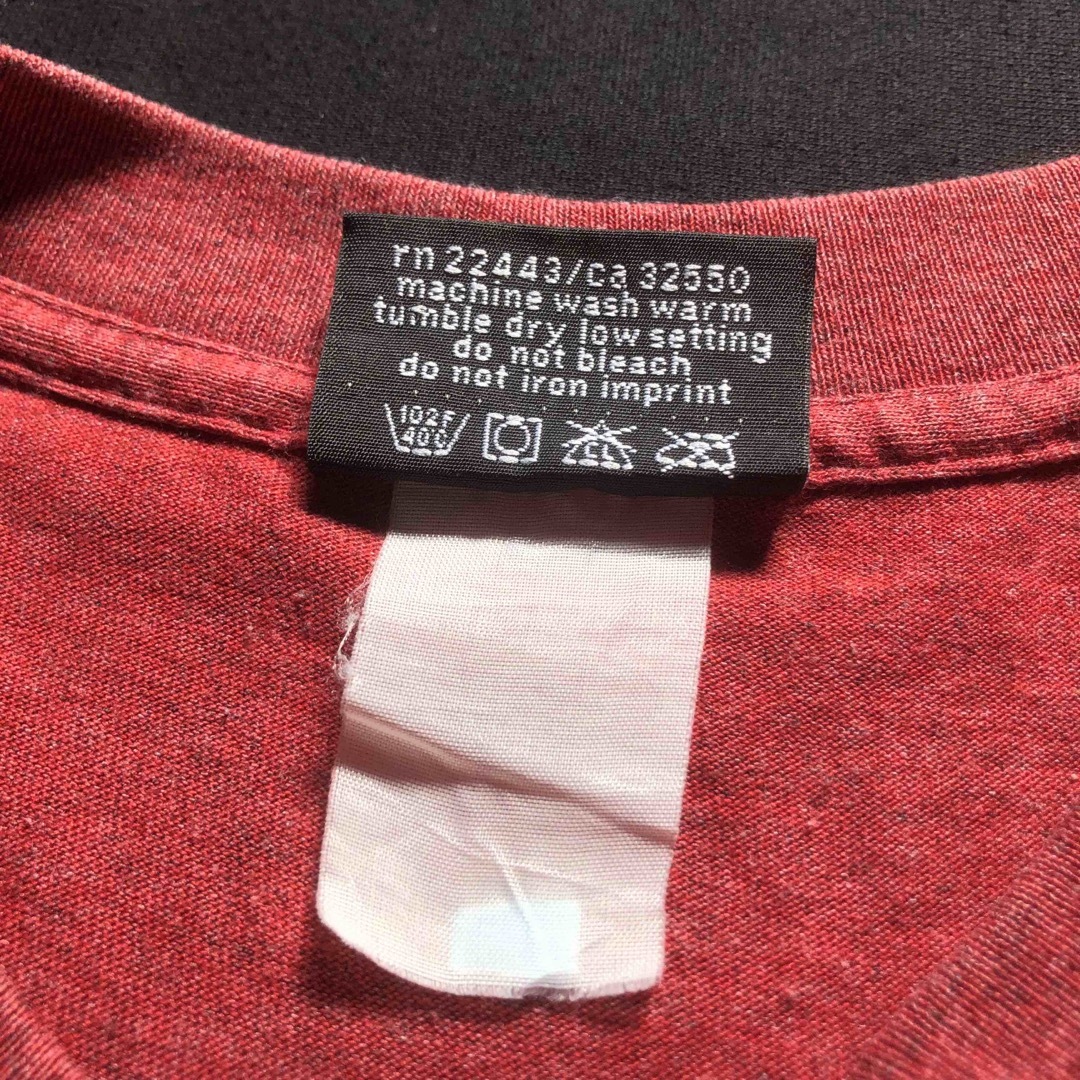 rn 22443/ca 32550
machine wash warm
tumble dry low setting
do not bleach
do not iron imprint
102F
40C
CL